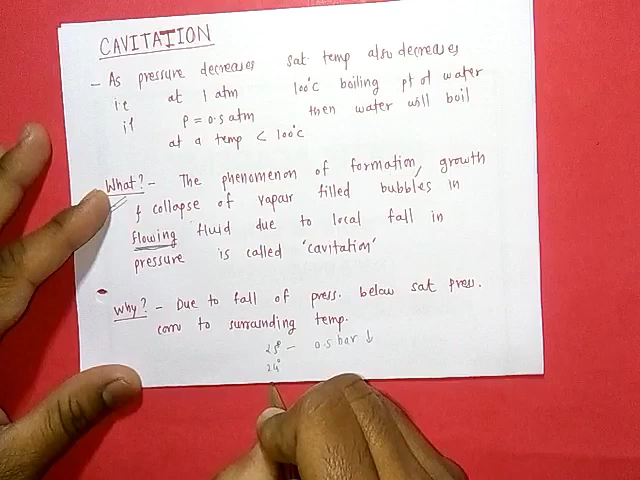 CAVITATION
- As pressure decreases sat. temp also decreases
i.e at 1 atm 100°c boiling pt of water
if P = 0.5 atm then water will boil
at a temp < 100°c
What? - The phenomenon of formation, growth
& collapse of vapar filled bubbles in
flowing fluid due to local fall in
pressure is called 'cavitation'
Why? - Due to fall of press. below sat press.
corr to surrounding temp.
25° - 0.5 bar ↓
24°